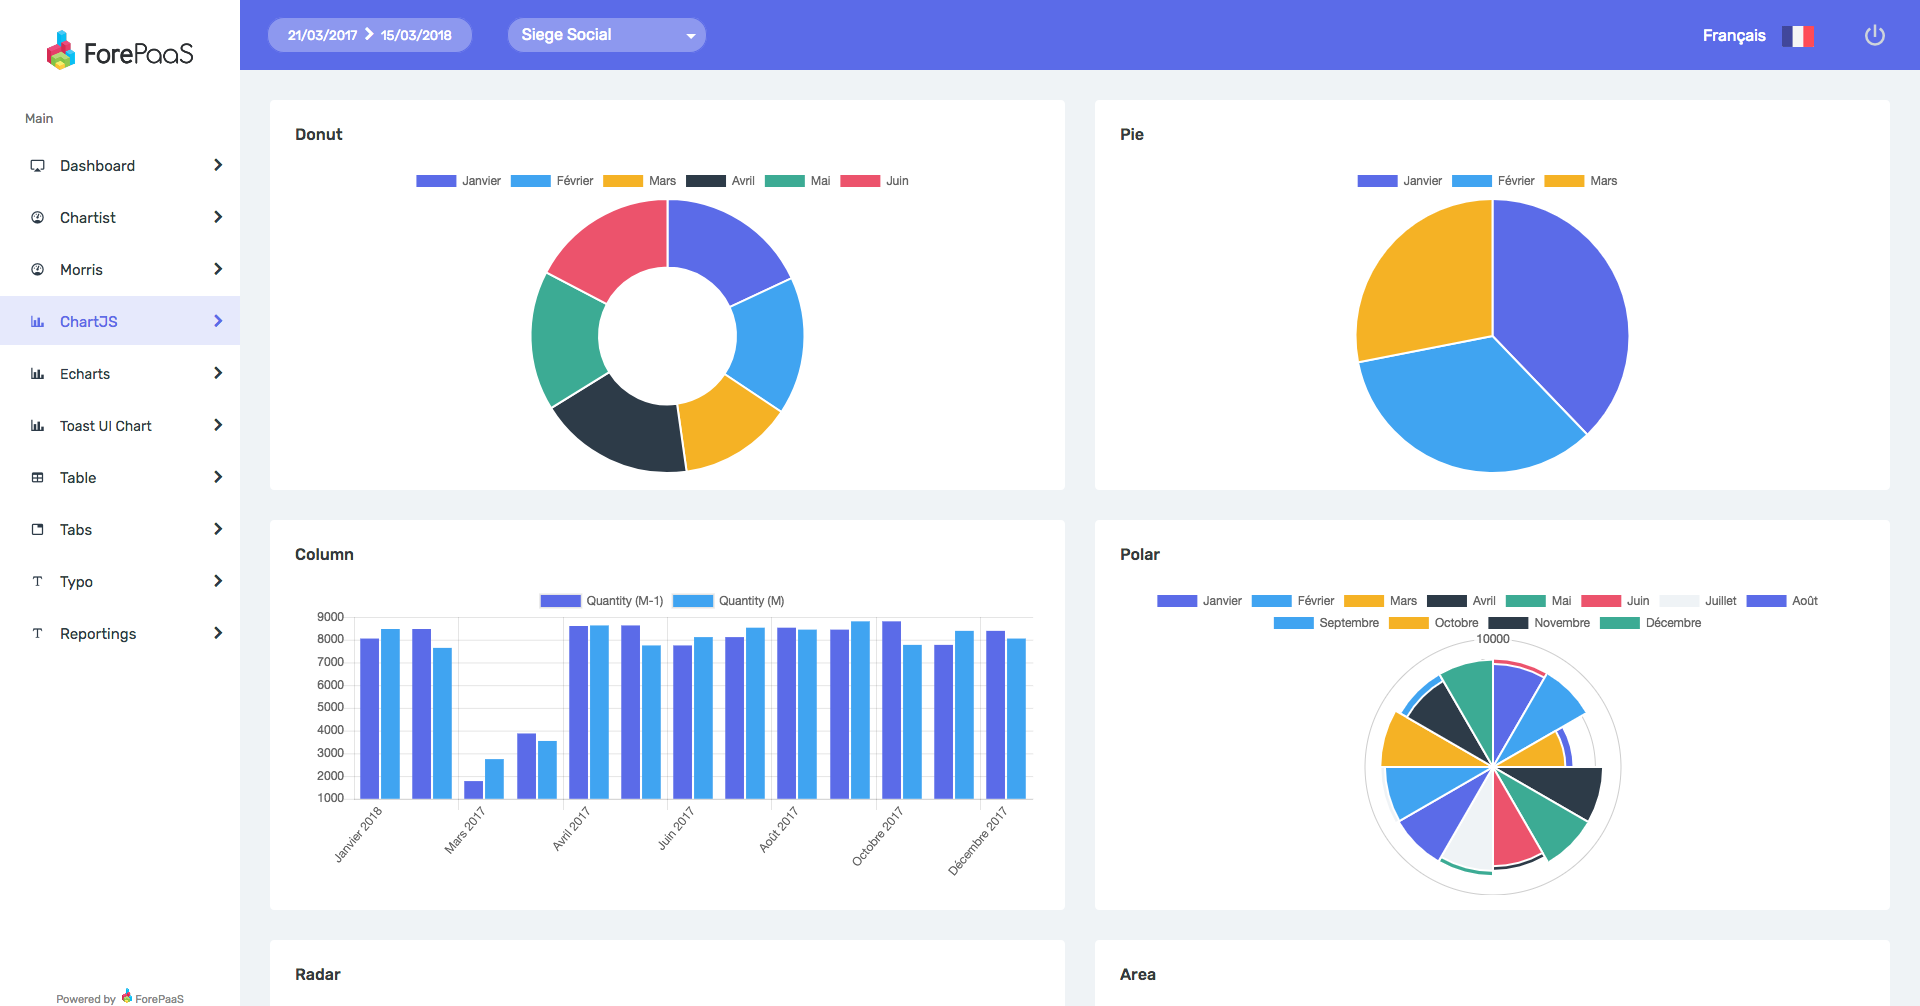 ForePaaS
21/03/2017 15/03/2018
Siege Social
Français
Main
Dashboard
Chartist
Morris
ChartJS
Echarts
Toast UI Chart
Table
Tabs
Typo
Reportings
Powered by ForePaaS
Donut
Janvier Février Mars Avril Mai Juin
Pie
Janvier Février Mars
Column
Quantity (M-1) Quantity (M)
9000
8000
7000
6000
5000
4000
3000
2000
1000
Janvier 2018 Mars 2017 Avril 2017 Juin 2017 Août 2017 Octobre 2017 Décembre 2017
Polar
Janvier Février Mars Avril Mai Juin Juillet Août
Septembre Octobre Novembre Décembre
10000
Radar
Area